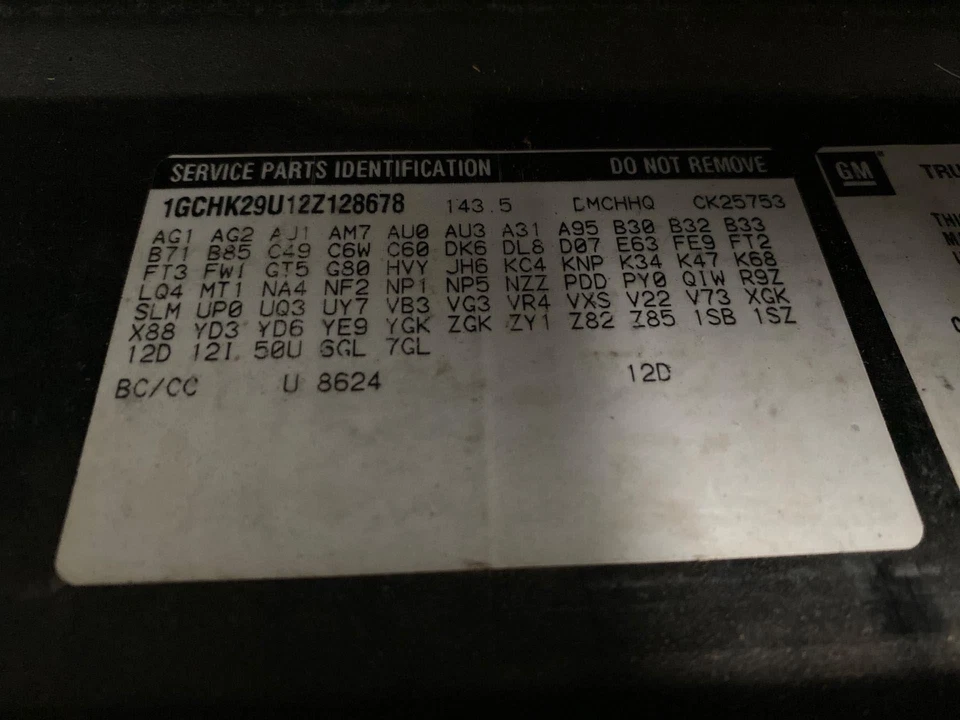 SERVICE PARTS IDENTIFICATION DO NOT REMOVE
1GCHK29U12Z128678 143.5 DMCHHQ CK25753
AG1 AG2 AJ1 AM7 AU0 AU3 A31 A95 B30 B32 B33
B71 B85 C49 C6W C60 DK6 DL8 D07 E63 FE9 FT2
FT3 FW1 GT5 G80 HVY JH6 KC4 KNP K34 K47 K68
LQ4 MT1 NA4 NF2 NP1 NP5 NZZ PDD PY0 QIW R9Z
SLM UP0 UQ3 UY7 VB3 VG3 VR4 VXS V22 V73 XGK
X88 YD3 YD6 YE9 YGK ZGK ZY1 Z82 Z85 1SB 1SZ
12D 12I 50U 6GL 7GL
BC/CC U 8624 12D
GM TRU